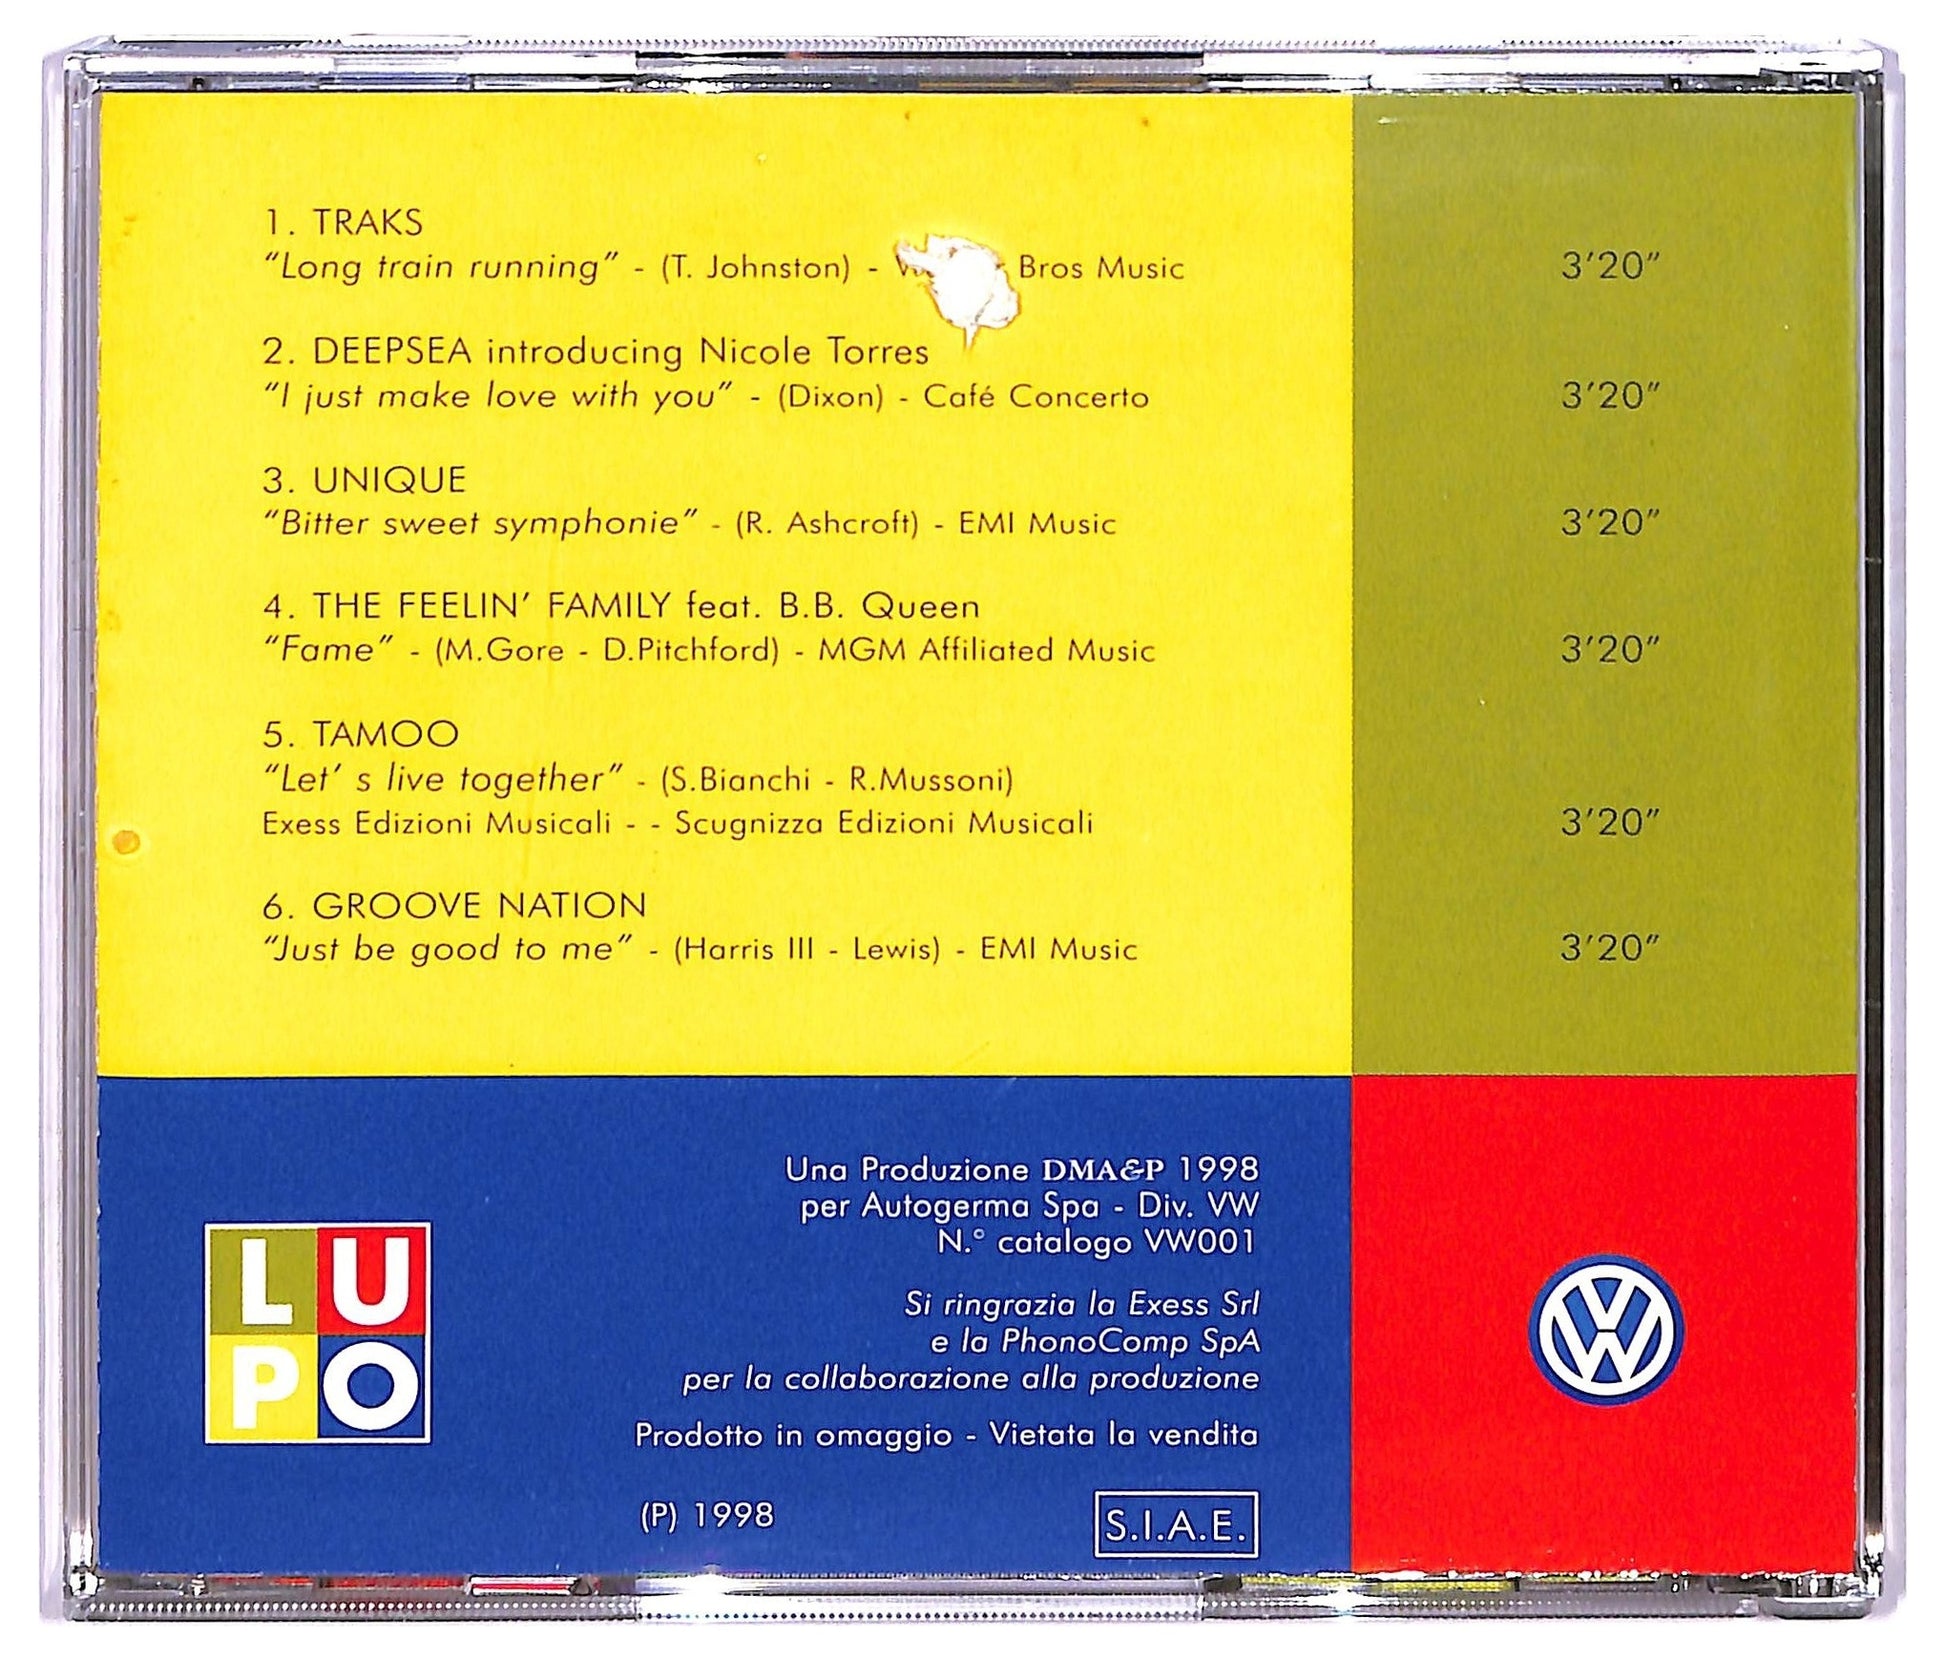 1. TRAKS
"Long train running" - (T. Johnston) - Bros Music
3'20"
2. DEEPSEA introducing Nicole Torres
"I just make love with you" - (Dixon) - Café Concerto
3'20"
3. UNIQUE
"Bitter sweet symphonie" - (R. Ashcroft) - EMI Music
3'20"
4. THE FEELIN' FAMILY feat. B.B. Queen
"Fame" - (M.Gore - D.Pitchford) - MGM Affiliated Music
3'20"
5. TAMOO
"Let' s live together" - (S.Bianchi - R.Mussoni)
Exess Edizioni Musicali - - Scugnizza Edizioni Musicali
3'20"
6. GROOVE NATION
"Just be good to me" - (Harris III - Lewis) - EMI Music
3'20"
Una Produzione DMA&P 1998
per Autogerma Spa - Div. VW
N.° catalogo VW001
Si ringrazia la Exess Srl
e la PhonoComp SpA
per la collaborazione alla produzione
Prodotto in omaggio - Vietata la vendita
(P) 1998
S.I.A.E.
LU
PO
VW